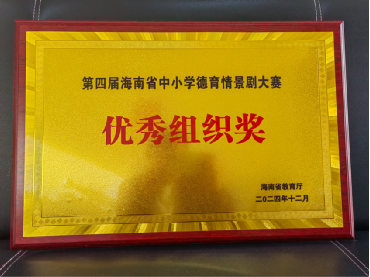 第四届海南省中小学德育情景剧大赛
优秀组织奖
海南省教育厅
二〇二四年十二月